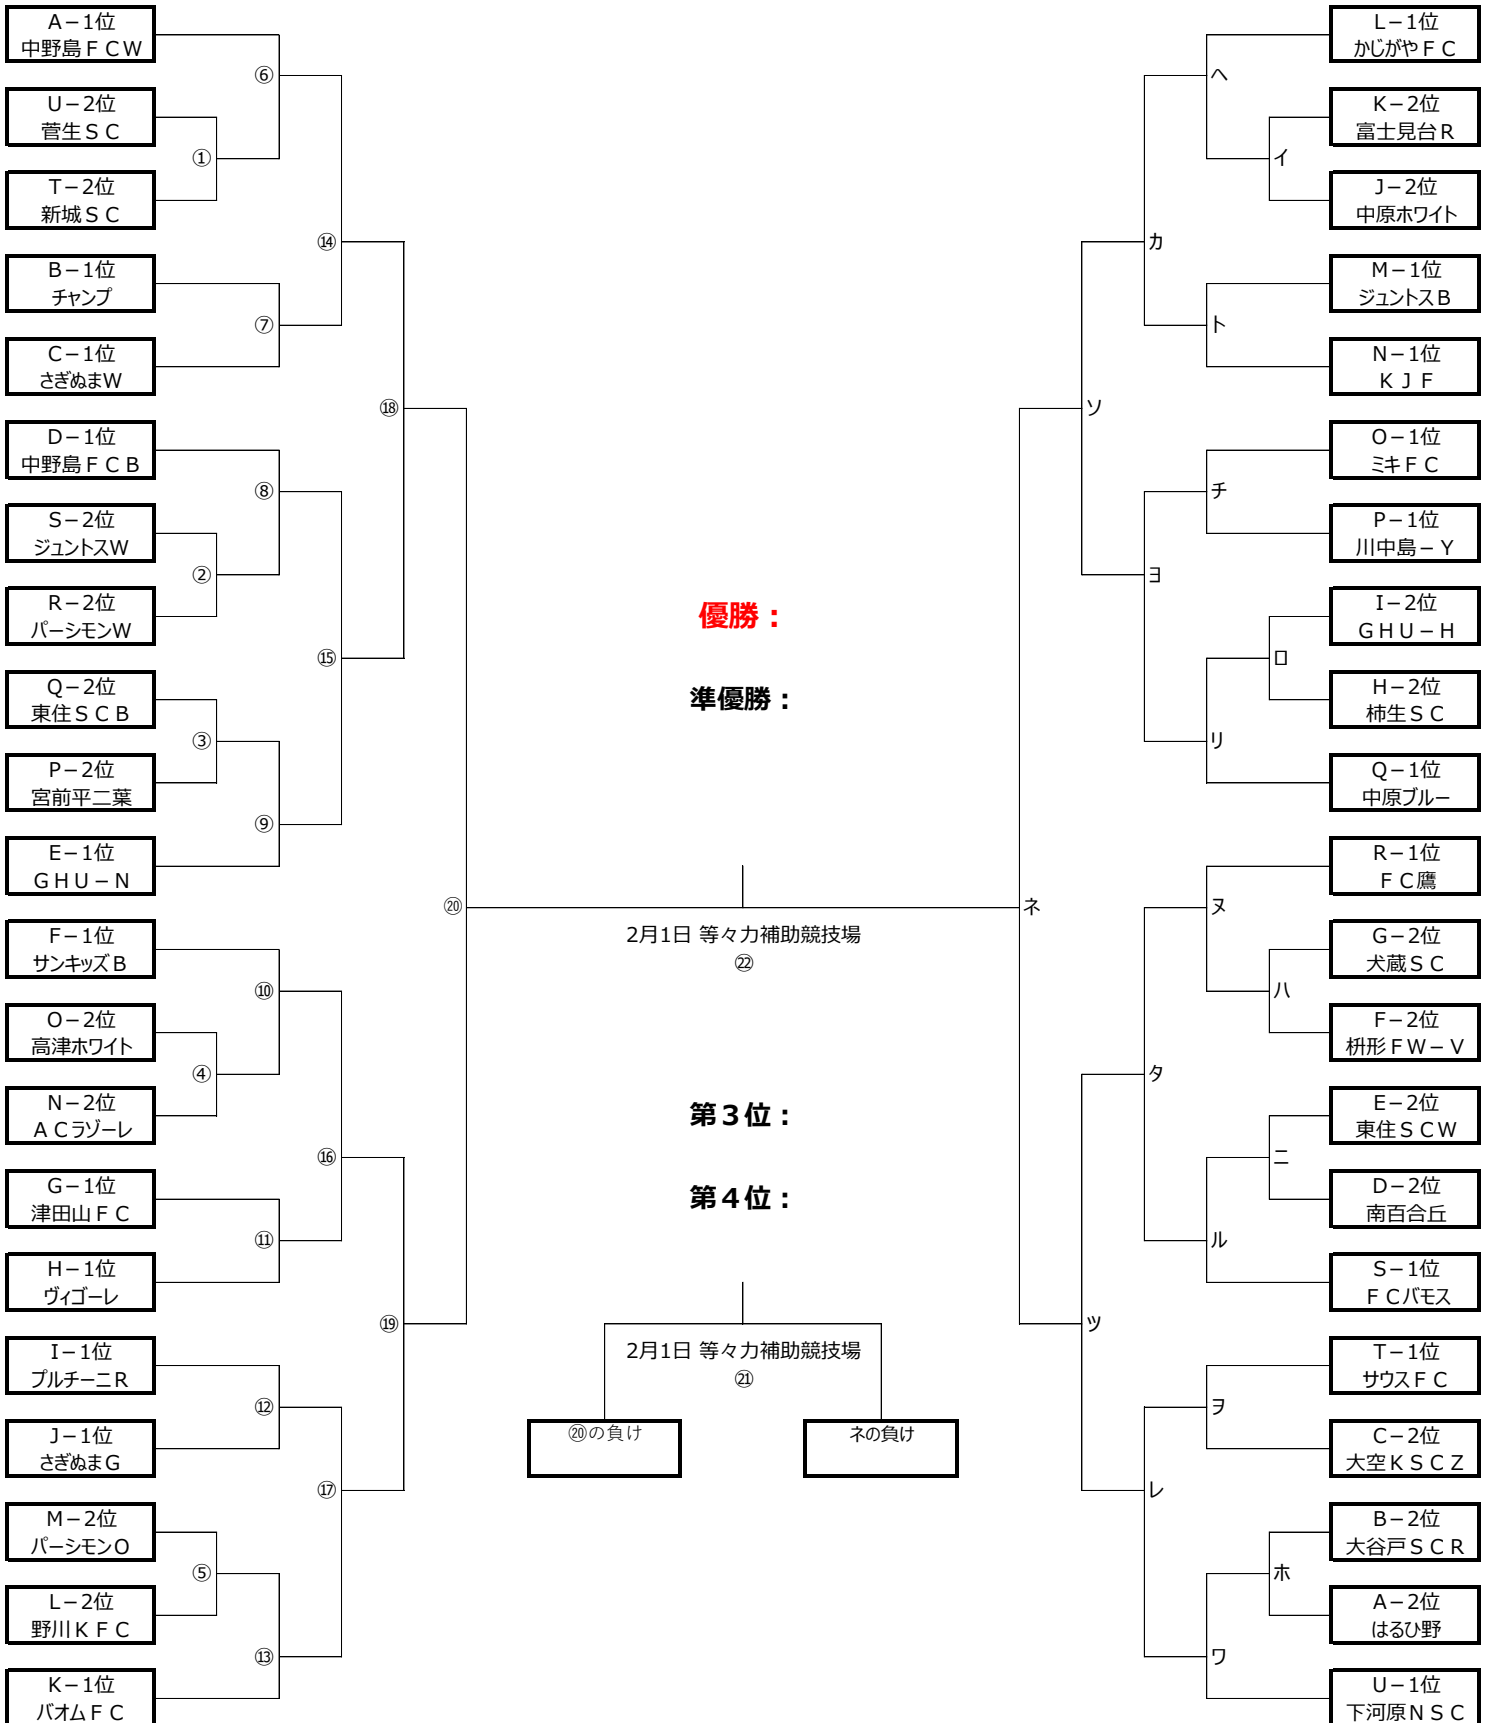 A－1位
中野島ＦＣＷ
⑥
U－2位
菅生ＳＣ
①
T－2位
新城ＳＣ
⑭
B－1位
チャンプ
⑦
C－1位
さぎぬまW
⑱
D－1位
中野島ＦＣＢ
⑧
S－2位
ジュントスW
②
R－2位
パーシモンW
⑮
Q－2位
東住ＳＣＢ
③
P－2位
宮前平二葉
⑨
E－1位
ＧＨＵ－Ｎ
⑳
F－1位
サンキッズＢ
⑩
O－2位
高津ホワイト
④
N－2位
ＡＣラゾーレ
⑯
G－1位
津田山ＦＣ
⑪
H－1位
ヴィゴーレ
⑲
I－1位
プルチーニＲ
⑫
J－1位
さぎぬまＧ
⑰
M－2位
パーシモンＯ
⑤
L－2位
野川ＫＦＣ
⑬
K－1位
バオムＦＣ
優勝：
準優勝：
2月1日 等々力補助競技場
㉒
第３位：
第４位：
2月1日 等々力補助競技場
㉑
⑳の負け
ネの負け
L－1位
かじがやＦＣ
ヘ
K－2位
富士見台Ｒ
イ
J－2位
中原ホワイト
カ
M－1位
ジュントスＢ
ト
N－1位
ＫＪＦ
ソ
O－1位
ミキＦＣ
チ
P－1位
川中島－Ｙ
ヨ
I－2位
ＧＨＵ－Ｈ
ロ
H－2位
柿生ＳＣ
リ
Q－1位
中原ブルー
ネ
R－1位
ＦＣ鷹
ヌ
G－2位
犬蔵ＳＣ
ハ
F－2位
枡形ＦＷ－Ｖ
タ
E－2位
東住ＳＣＷ
ニ
D－2位
南百合丘
ル
S－1位
ＦＣバモス
ツ
T－1位
サウスＦＣ
ヲ
C－2位
大空ＫＳＣＺ
レ
B－2位
大谷戸ＳＣＲ
ホ
A－2位
はるひ野
ワ
U－1位
下河原ＮＳＣ